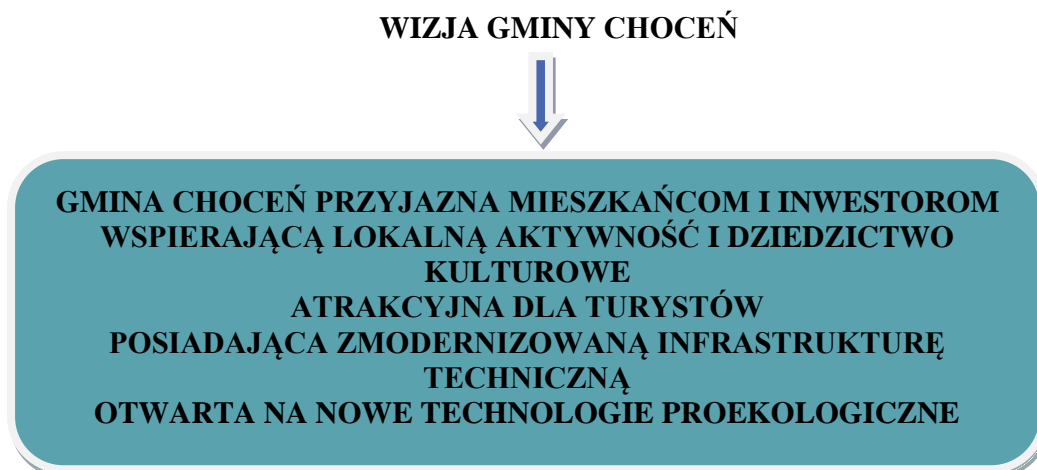 WIZJA GMINY CHOCEŃ
GMINA CHOCEŃ PRZYJAZNA MIESZKAŃCOM I INWESTOROM
WSPIERAJĄCĄ LOKALNĄ AKTYWNOŚĆ I DZIEDZICTWO
KULTUROWE
ATRAKCYJNA DLA TURYSTÓW
POSIADAJĄCA ZMODERNIZOWANĄ INFRASTRUKTURĘ
TECHNICZNĄ
OTWARTA NA NOWE TECHNOLOGIE PROEKOLOGICZNE